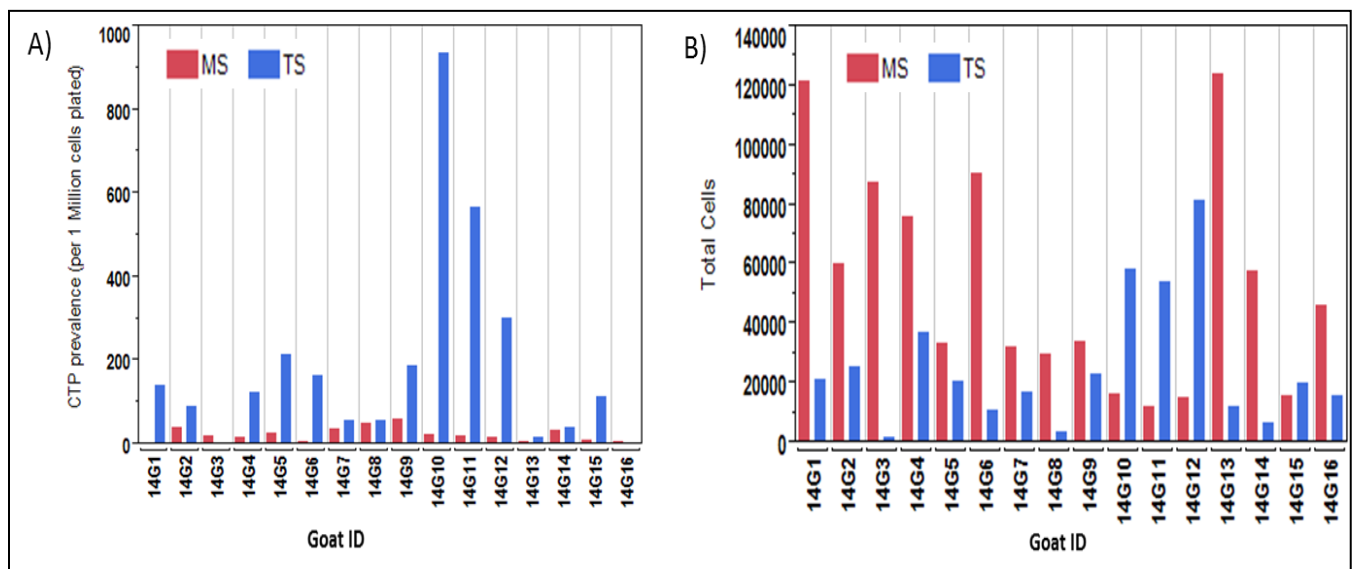 A)
MS TS
CTP prevalence (per 1 Million cells plated)
1000
800
600
400
200
0
14G1 14G2 14G3 14G4 14G5 14G6 14G7 14G8 14G9 14G10 14G11 14G12 14G13 14G14 14G15 14G16
Goat ID
B)
MS TS
Total Cells
140000
120000
100000
80000
60000
40000
20000
0
14G1 14G2 14G3 14G4 14G5 14G6 14G7 14G8 14G9 14G10 14G11 14G12 14G13 14G14 14G15 14G16
Goat ID